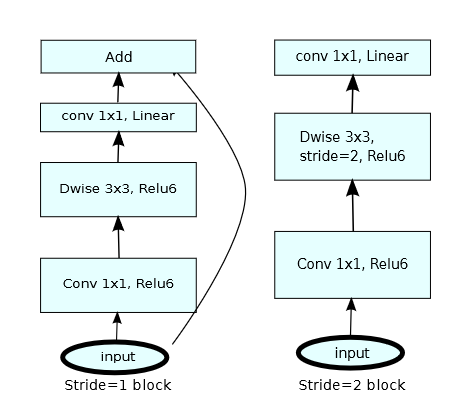 Add
conv 1x1, Linear
Dwise 3x3, Relu6
Conv 1x1, Relu6
input
Stride=1 block
conv 1x1, Linear
Dwise 3x3,
stride=2, Relu6
Conv 1x1, Relu6
input
Stride=2 block